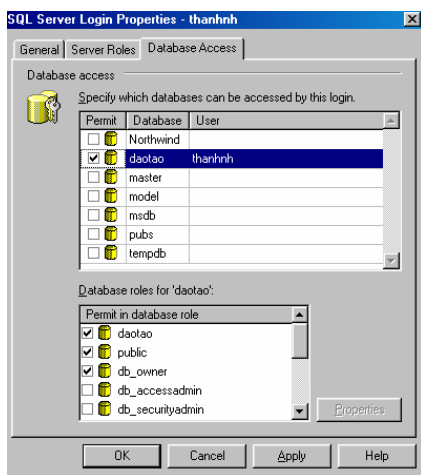 SQL Server Login Properties - thanhnh
General Server Roles Database Access
Database access
Specify which databases can be accessed by this login.
Permit Database User
Northwind
daotao thanhnh
master
model
msdb
pubs
tempdb
Database roles for 'daotao':
Permit in database role
daotao
public
db_owner
db_accessadmin
db_securityadmin
Properties
OK Cancel Apply Help